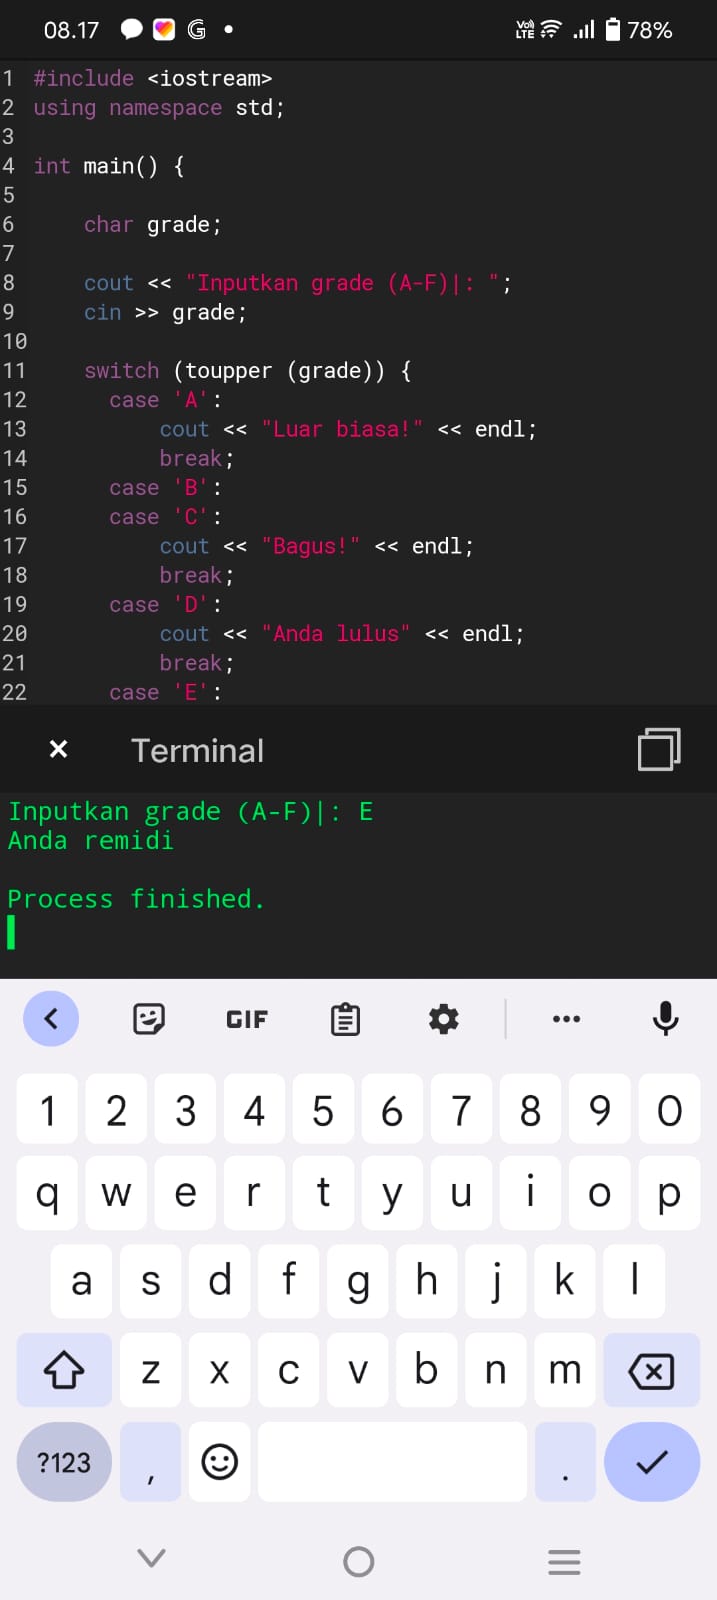 08.17 G VoLTE 78%
1 #include <iostream>
2 using namespace std;
3
4 int main() {
5
6 char grade;
7
8 cout << "Inputkan grade (A-F)|: ";
9 cin >> grade;
10
11 switch (toupper (grade)) {
12 case 'A':
13 cout << "Luar biasa!" << endl;
14 break;
15 case 'B':
16 case 'C':
17 cout << "Bagus!" << endl;
18 break;
19 case 'D':
20 cout << "Anda lulus" << endl;
21 break;
22 case 'E':
× Terminal
Inputkan grade (A-F)|: E
Anda remidi
Process finished.
GIF
1 2 3 4 5 6 7 8 9 0
q w e r t y u i o p
a s d f g h j k l
z x c v b n m
?123 , .